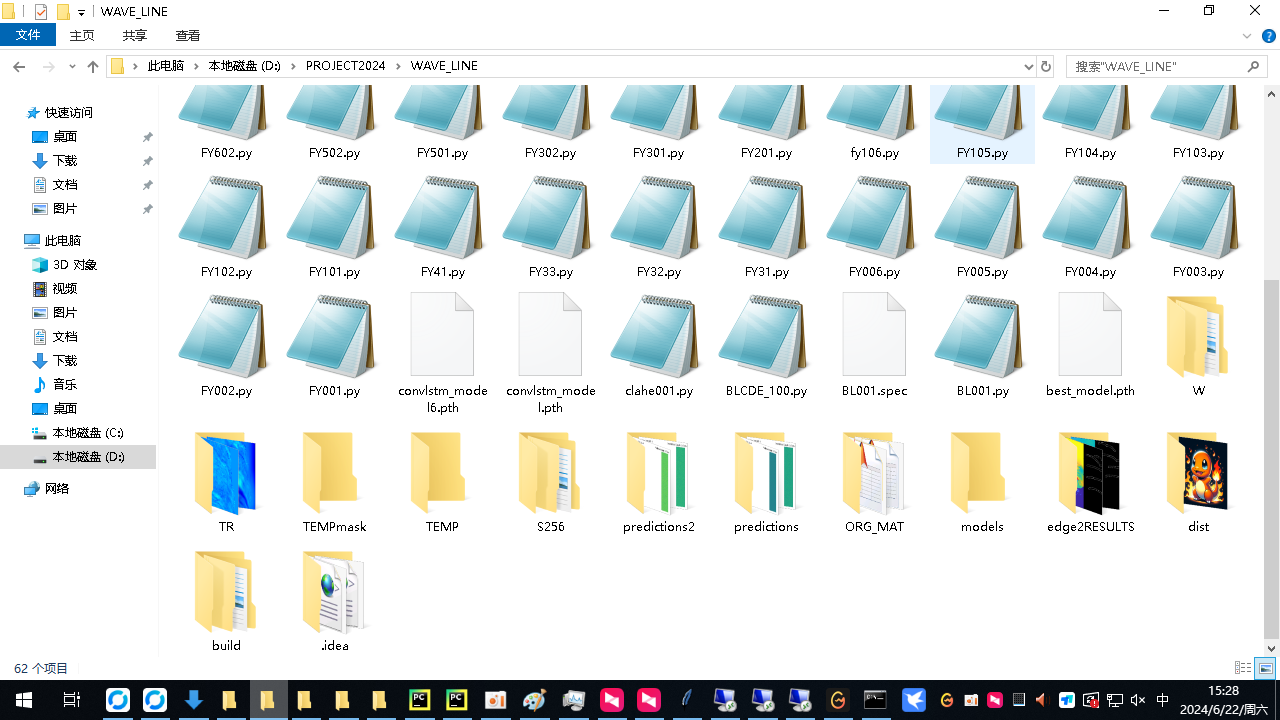 WAVE_LINE
文件
主页
共享
查看
此电脑
本地磁盘 (D:)
PROJECT2024
WAVE_LINE
搜索"WAVE_LINE"
快速访问
桌面
下载
文档
图片
此电脑
3D 对象
视频
图片
文档
下载
音乐
桌面
本地磁盘 (C:)
本地磁盘 (D:)
网络
FY602.py
FY502.py
FY501.py
FY302.py
FY301.py
FY201.py
fy106.py
FY105.py
FY104.py
FY103.py
FY102.py
FY101.py
FY41.py
FY33.py
FY32.py
FY31.py
FY006.py
FY005.py
FY004.py
FY003.py
FY002.py
FY001.py
convlstm_mode
l6.pth
convlstm_mode
l.pth
clahe001.py
BLCDE_100.py
BL001.spec
BL001.py
best_model.pth
W
TR
TEMPmask
TEMP
S256
predictions2
predictions
ORG_MAT
models
edge2RESULTS
dist
build
.idea
62 个项目
PC
PC
中
15:28
2024/6/22/周六